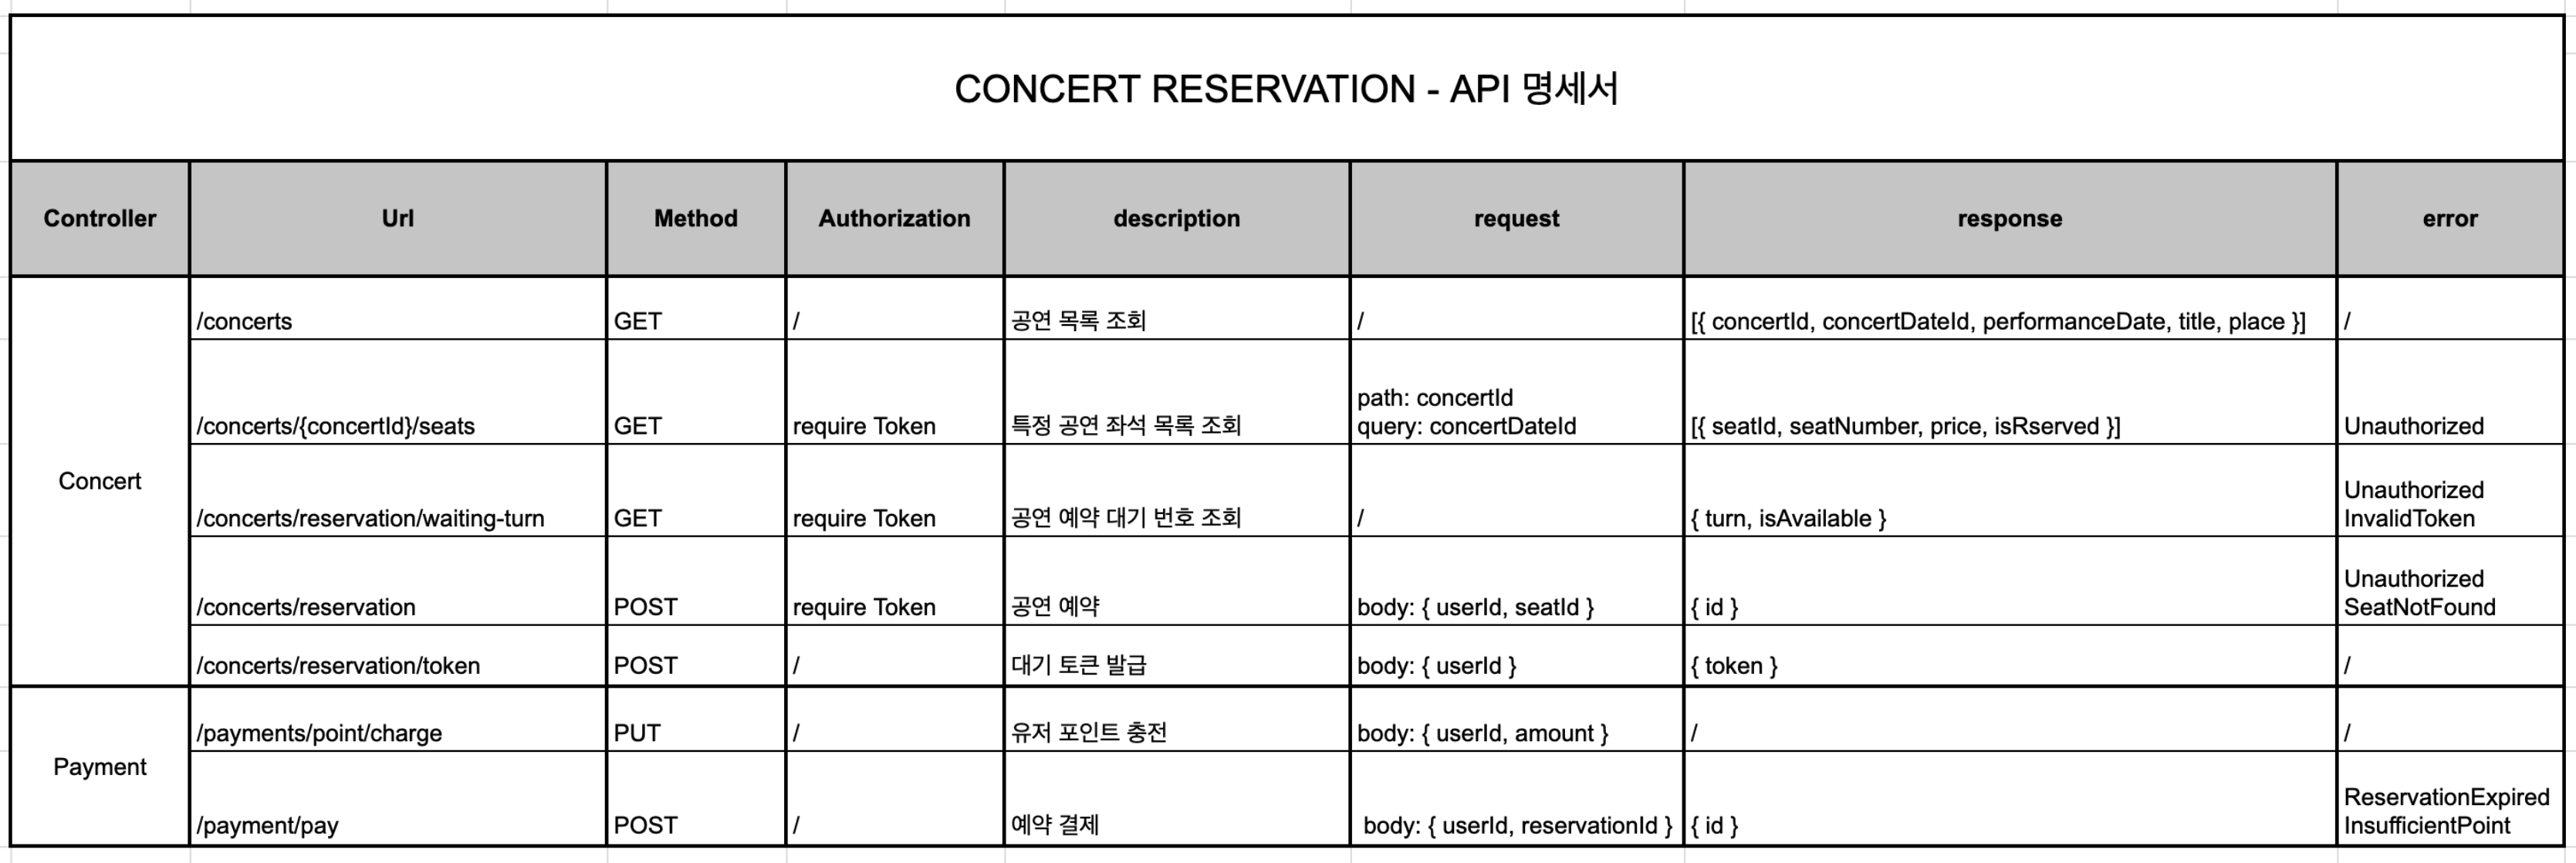 CONCERT RESERVATION - API 명세서
Controller Url Method Authorization description request response error
Concert
/concerts GET / 공연 목록 조회 / [{ concertId, concertDateId, performanceDate, title, place }] /
/concerts/{concertId}/seats GET require Token 특정 공연 좌석 목록 조회 path: concertId
query: concertDateId [{ seatId, seatNumber, price, isRserved }] Unauthorized
/concerts/reservation/waiting-turn GET require Token 공연 예약 대기 번호 조회 / { turn, isAvailable } Unauthorized
InvalidToken
/concerts/reservation POST require Token 공연 예약 body: { userId, seatId } { id } Unauthorized
SeatNotFound
/concerts/reservation/token POST / 대기 토큰 발급 body: { userId } { token } /
Payment
/payments/point/charge PUT / 유저 포인트 충전 body: { userId, amount } / /
/payment/pay POST / 예약 결제 body: { userId, reservationId } { id } ReservationExpired
InsufficientPoint